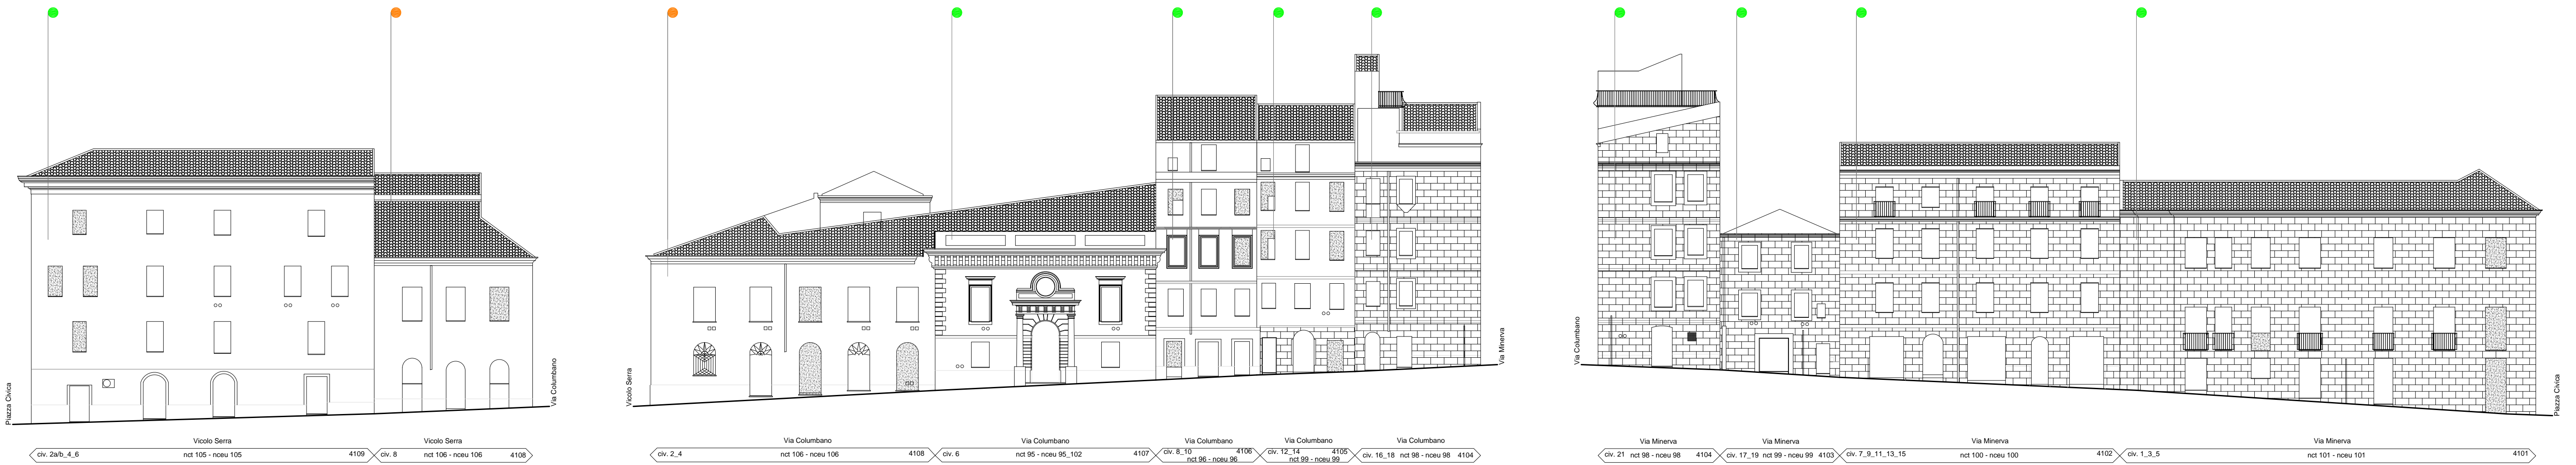 Piazza Civica
Via Columbano
Vicolo Serra
civ. 2a/b_4_6 nct 105 - nceu 105 4109
Vicolo Serra
civ. 8 nct 106 - nceu 106 4108
Vicolo Serra
Via Minerva
Via Columbano
civ. 2_4 nct 106 - nceu 106 4108
Via Columbano
civ. 6 nct 95 - nceu 95_102 4107
Via Columbano
civ. 8_10 4106
nct 96 - nceu 96
Via Columbano
civ. 12_14 4105
nct 99 - nceu 99
Via Columbano
civ. 16_18 nct 98 - nceu 98 4104
Via Columbano
Piazza Civica
Via Minerva
civ. 21 nct 98 - nceu 98 4104
Via Minerva
civ. 17_19 nct 99 - nceu 99 4103
Via Minerva
civ. 7_9_11_13_15 nct 100 - nceu 100 4102
Via Minerva
civ. 1_3_5 nct 101 - nceu 101 4101